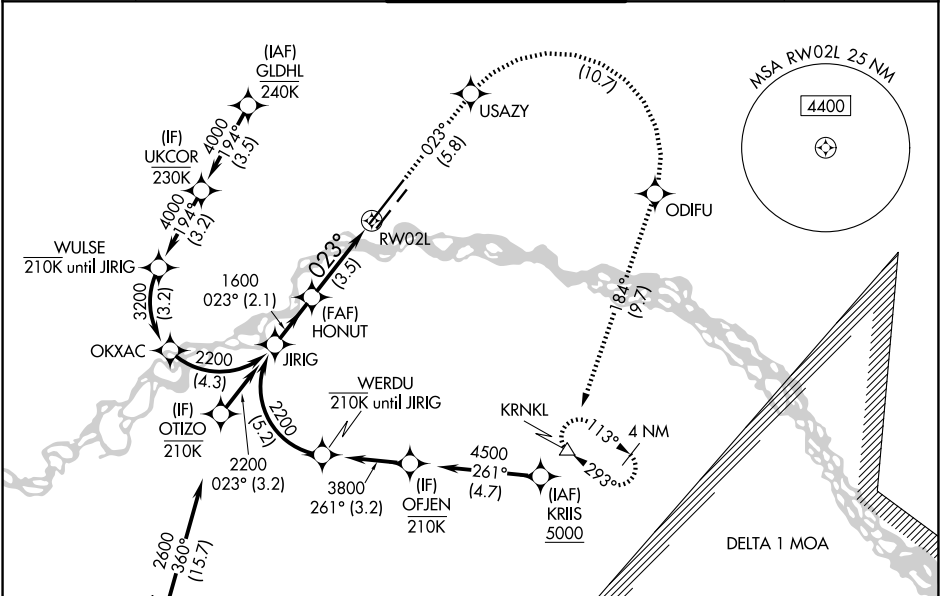 (IAF)
GLDHL
240K
4000
194°
(3.5)
(IF)
UKCOR
230K
4000
194°
(3.2)
WULSE
210K until JIRIG
3200
(3.2)
OKXAC
2200
(4.3)
JIRIG
1600
023° (2.1)
(FAF)
HONUT
023°
(3.5)
RW02L
023°
(5.8)
USAZY
(10.7)
ODIFU
184°
(9.7)
MSA RW02L 25 NM
4400
(IF)
OTIZO
210K
2200
023° (3.2)
2600
360°
(15.7)
2200
(5.2)
WERDU
210K until JIRIG
3800
261° (3.2)
(IF)
OFJEN
210K
4500
261°
(4.7)
(IAF)
KRIIS
5000
KRNKL
113°
4 NM
293°
DELTA 1 MOA